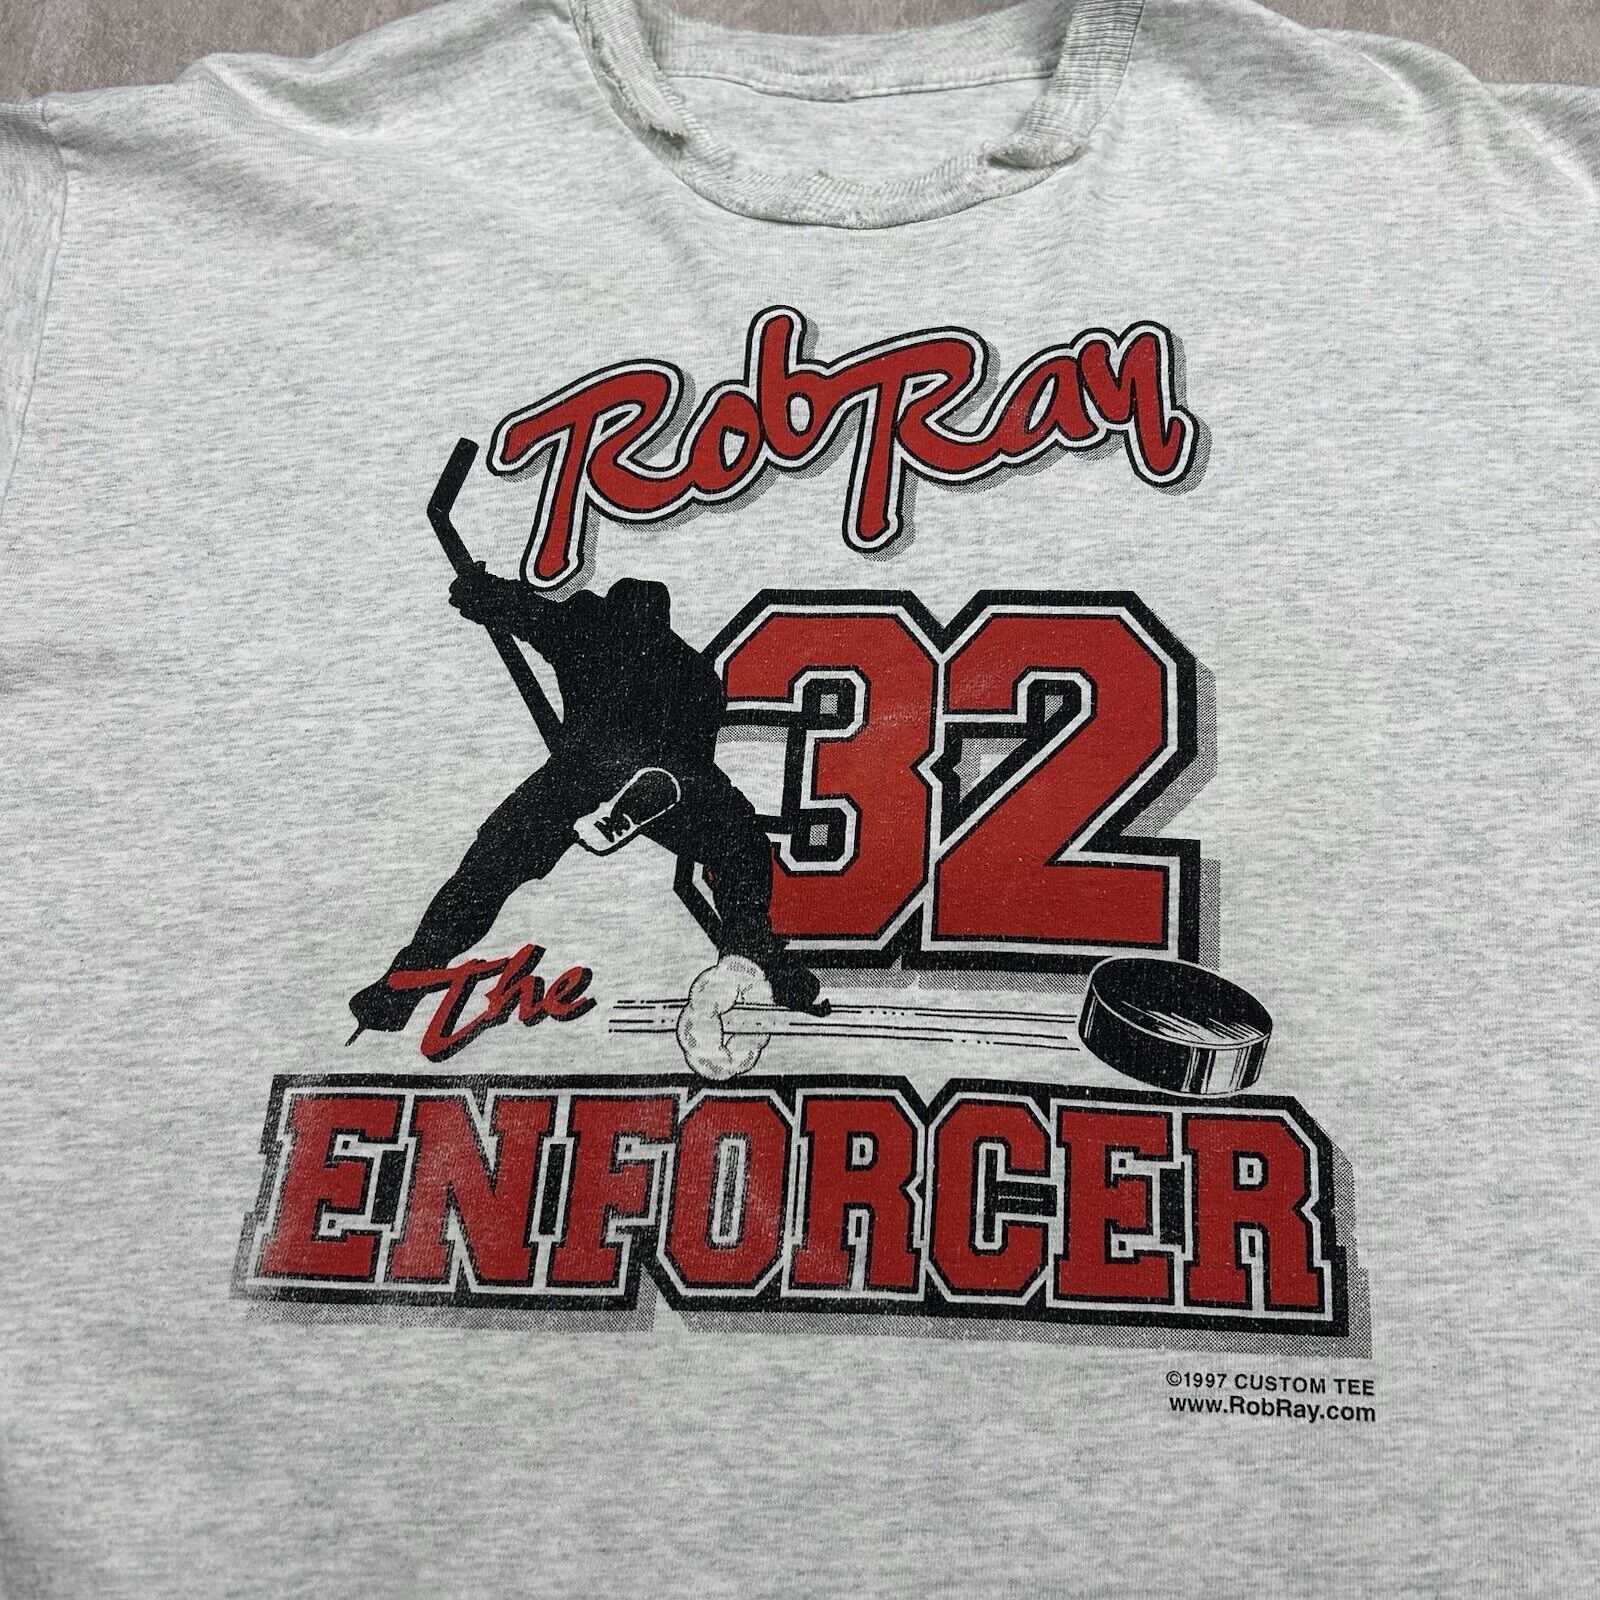 Rob Ray
32
The
ENFORCER
©1997 CUSTOM TEE
www.RobRay.com